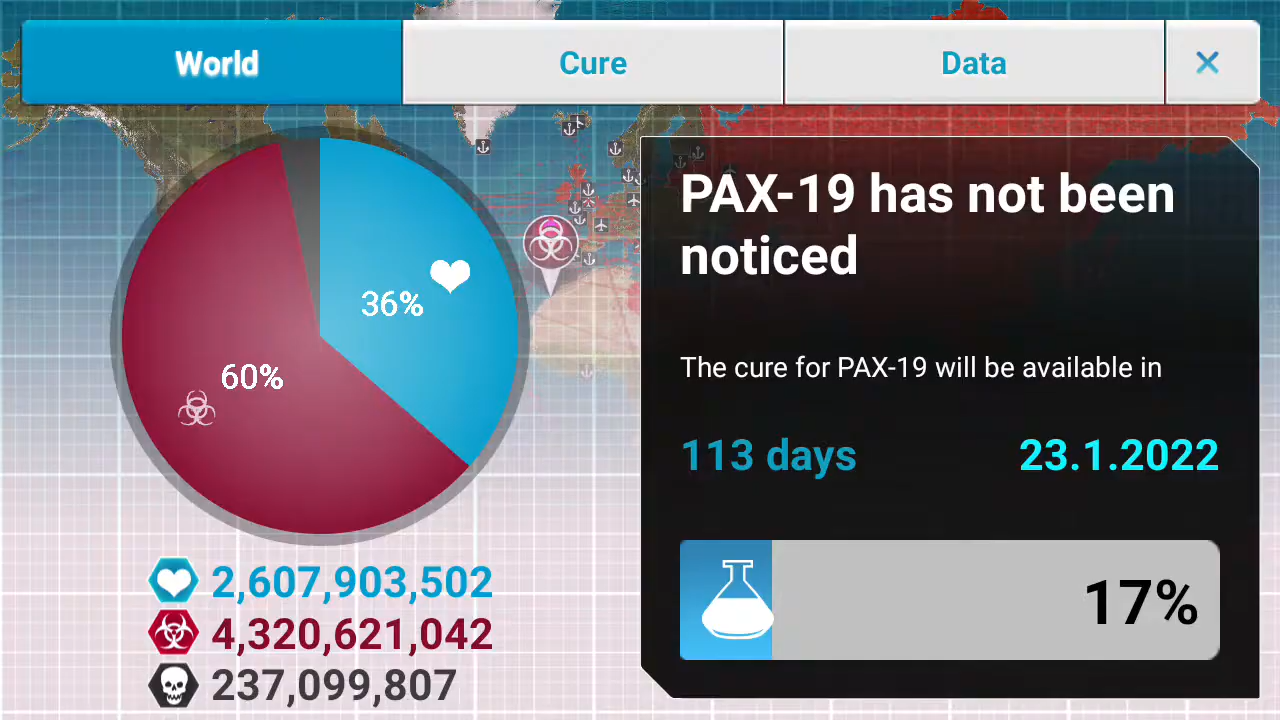 World
Cure
Data
×
36%
60%
2,607,903,502
4,320,621,042
237,099,807
PAX-19 has not been
noticed
The cure for PAX-19 will be available in
113 days
23.1.2022
17%